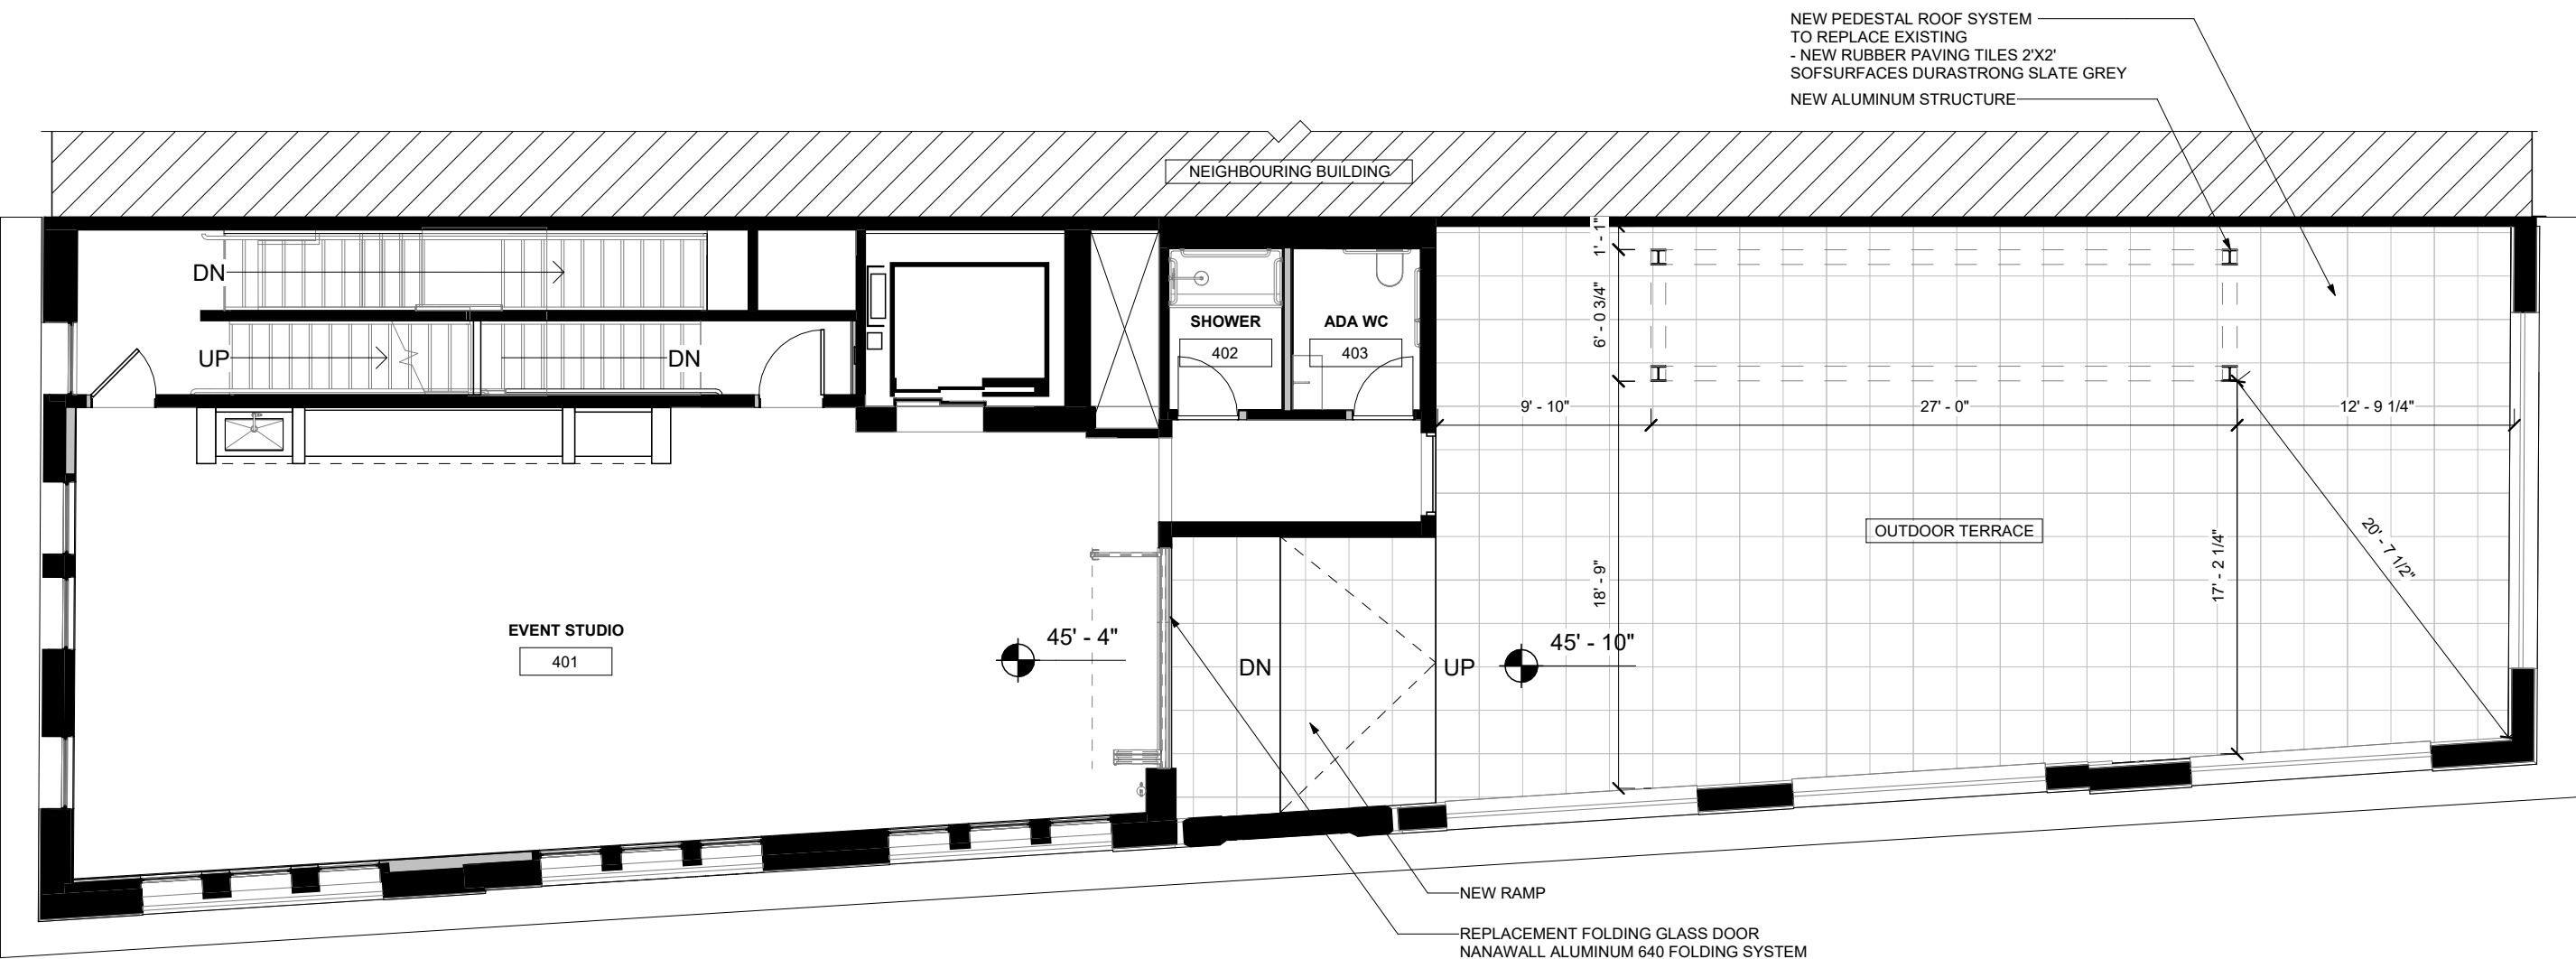 NEW PEDESTAL ROOF SYSTEM
TO REPLACE EXISTING
- NEW RUBBER PAVING TILES 2'X2'
SOFSURFACES DURASTRONG SLATE GREY
NEW ALUMINUM STRUCTURE
NEIGHBOURING BUILDING
DN
UP
DN
SHOWER
402
ADA WC
403
1' - 1"
6' - 0 3/4"
9' - 10"
27' - 0"
12' - 9 1/4"
OUTDOOR TERRACE
20' - 7 1/2"
17' - 2 1/4"
18' - 9"
EVENT STUDIO
401
45' - 4"
DN
UP
45' - 10"
NEW RAMP
REPLACEMENT FOLDING GLASS DOOR
NANAWALL ALUMINUM 640 FOLDING SYSTEM